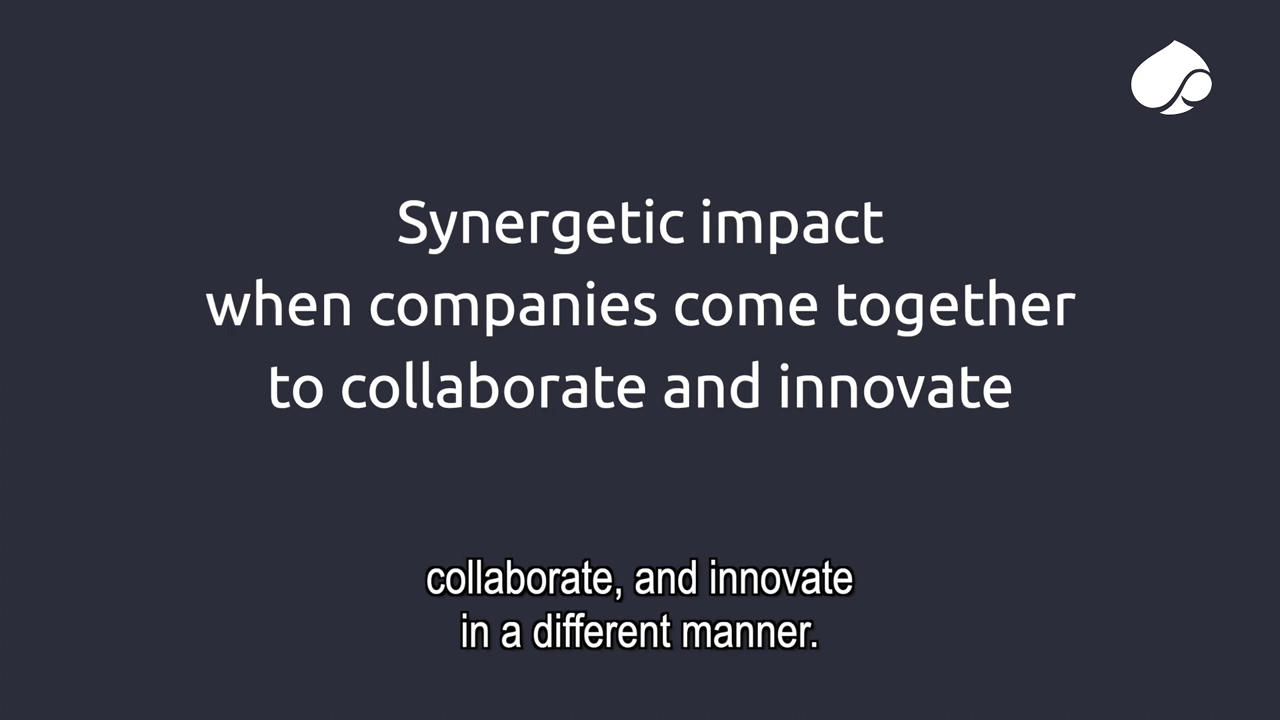 Synergetic impact
when companies come together
to collaborate and innovate
collaborate, and innovate
in a different manner.